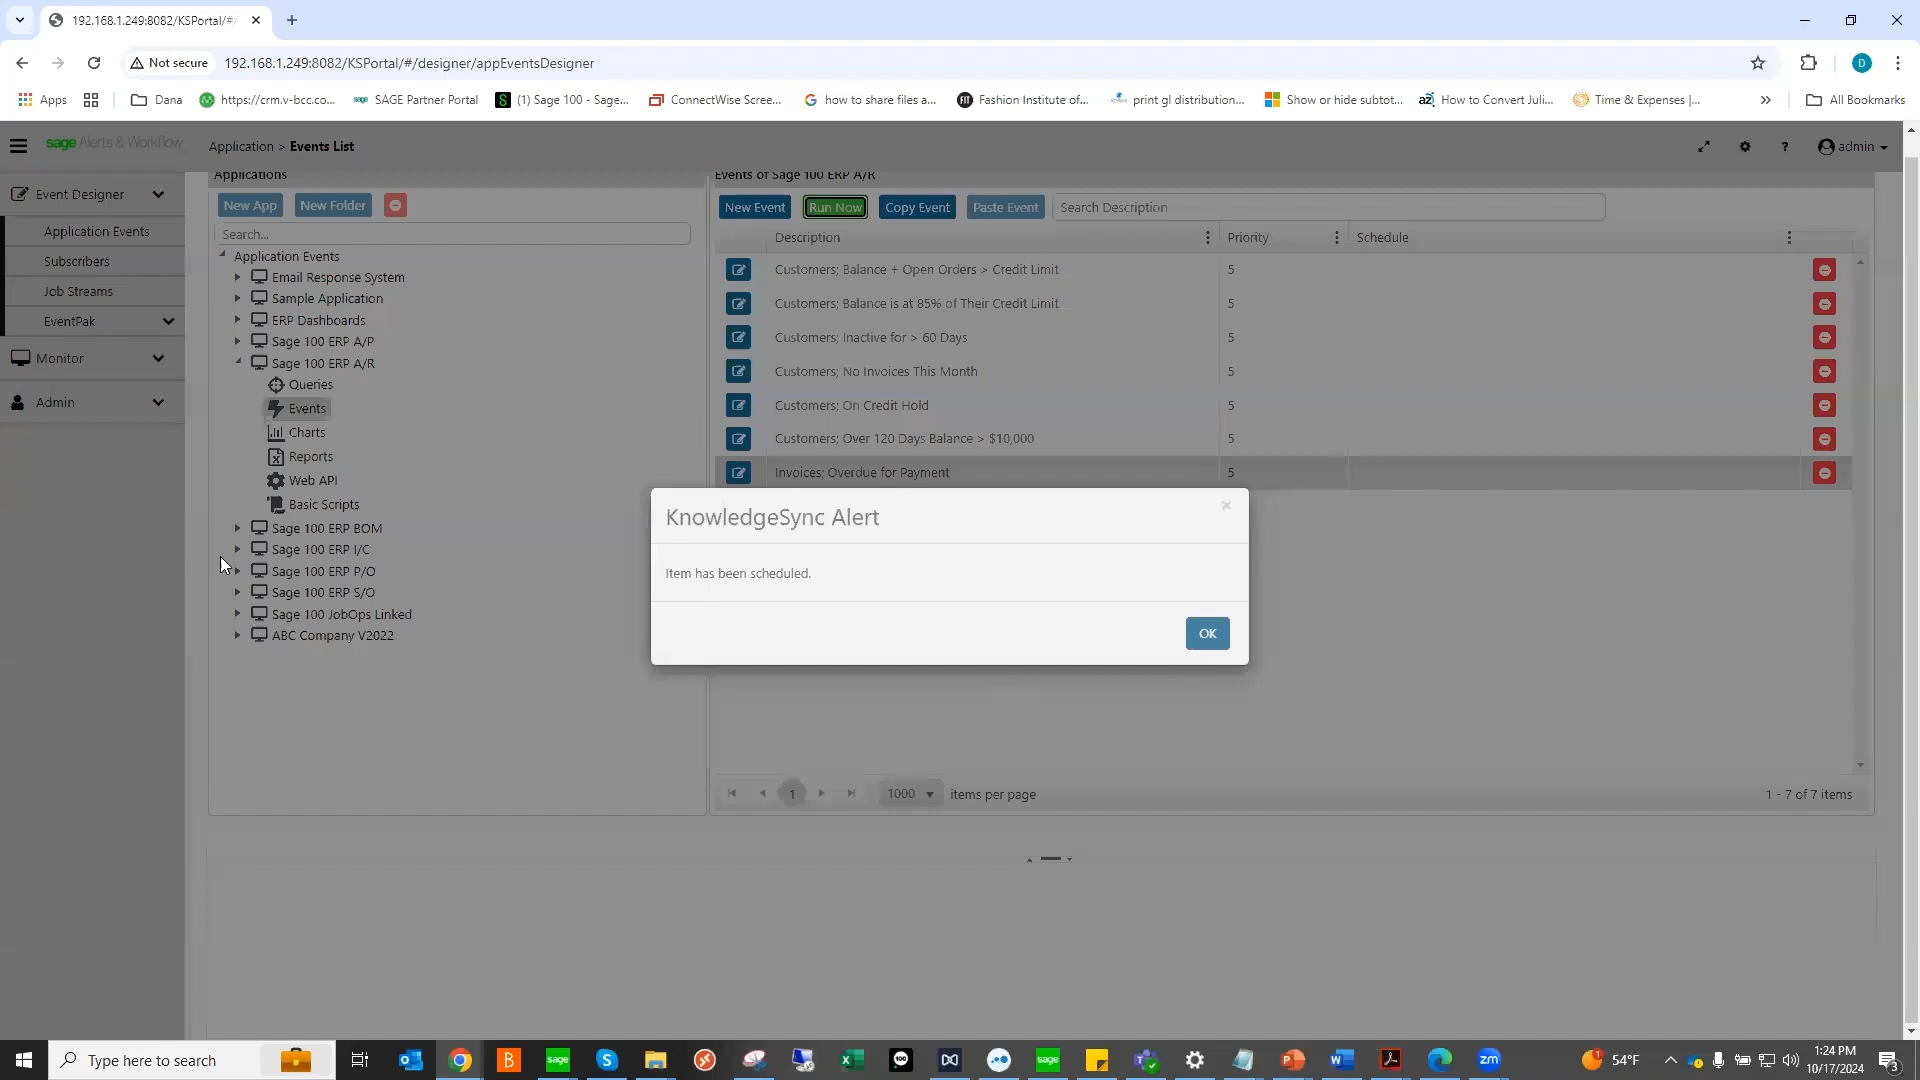 192.168.1.249:8082/KSPortal/#/
Not secure
192.168.1.249:8082/KSPortal/#/designer/appEventsDesigner
D
Apps
Dana
https://crm.v-bcc.co...
SAGE Partner Portal
(1) Sage 100 - Sage...
ConnectWise Scree...
how to share files a...
Fashion Institute of...
print gl distribution...
Show or hide subtot...
How to Convert Juli...
Time & Expenses |...
All Bookmarks
sage Alerts & Workflow
Application > Events List
? admin
Event Designer
Application Events
Subscribers
Job Streams
EventPak
Monitor
Admin
Applications
New App New Folder
Search...
Application Events
Email Response System
Sample Application
ERP Dashboards
Sage 100 ERP A/P
Sage 100 ERP A/R
Queries
Events
Charts
Reports
Web API
Basic Scripts
Sage 100 ERP BOM
Sage 100 ERP I/C
Sage 100 ERP P/O
Sage 100 ERP S/O
Sage 100 JobOps Linked
ABC Company V2022
Events of Sage 100 ERP A/R
New Event Run Now Copy Event Paste Event Search Description
Description Priority Schedule
Customers; Balance + Open Orders > Credit Limit 5
Customers; Balance is at 85% of Their Credit Limit 5
Customers; Inactive for > 60 Days 5
Customers; No Invoices This Month 5
Customers; On Credit Hold 5
Customers; Over 120 Days Balance > $10,000 5
Invoices; Overdue for Payment 5
KnowledgeSync Alert
Item has been scheduled.
OK
1 1000 items per page 1 - 7 of 7 items
Type here to search
54°F
1:24 PM
10/17/2024
3